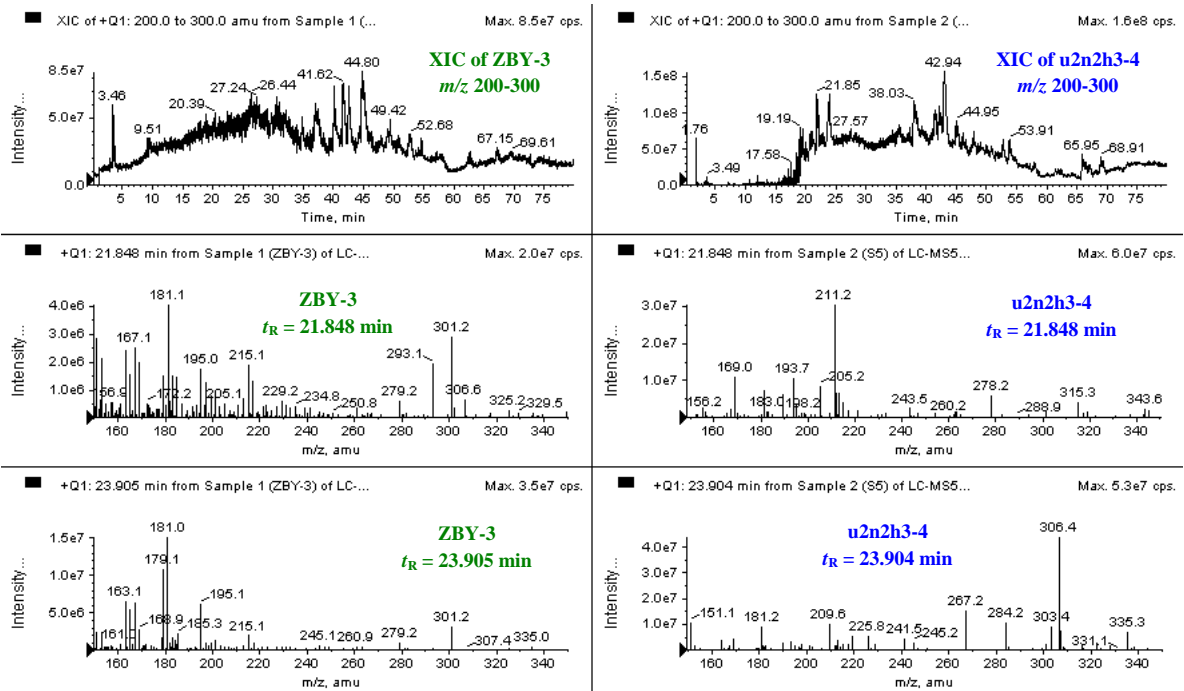 XIC of +Q1: 200.0 to 300.0 amu from Sample 1 (... Max. 8.5e7 cps.
XIC of ZBY-3
m/z 200-300
8.5e7
5.0e7
0.0
Intensity...
3.46
9.51
20.39
27.24
26.44
41.62
44.80
49.42
52.68
67.15
69.61
5 10 15 20 25 30 35 40 45 50 55 60 65 70 75
Time, min
XIC of +Q1: 200.0 to 300.0 amu from Sample 2 (... Max. 1.6e8 cps.
XIC of u2n2h3-4
m/z 200-300
1.5e8
1.0e8
5.0e7
0.0
Intensity...
1.76
3.49
17.58
19.19
21.85
27.57
38.03
42.94
44.95
53.91
65.95
68.91
5 10 15 20 25 30 35 40 45 50 55 60 65 70 75
Time, min
+Q1: 21.848 min from Sample 1 (ZBY-3) of LC-... Max. 2.0e7 cps.
ZBY-3
tR = 21.848 min
4.0e6
3.0e6
2.0e6
1.0e6
Intensity...
56.9
167.1
172.2
181.1
195.0
205.1
215.1
229.2
234.8
250.8
279.2
293.1
301.2
306.6
325.2
329.5
160 180 200 220 240 260 280 300 320 340
m/z, amu
+Q1: 21.848 min from Sample 2 (S5) of LC-MS5... Max. 6.0e7 cps.
u2n2h3-4
tR = 21.848 min
3.0e7
2.0e7
1.0e7
Intensity...
156.2
169.0
183.0
193.7
198.2
205.2
211.2
243.5
260.2
278.2
288.9
315.3
343.6
160 180 200 220 240 260 280 300 320 340
m/z, amu
+Q1: 23.905 min from Sample 1 (ZBY-3) of LC-... Max. 3.5e7 cps.
ZBY-3
tR = 23.905 min
1.5e7
1.0e7
5.0e6
Intensity...
163.1
168.9
179.1
181.0
185.3
195.1
215.1
245.1
260.9
279.2
301.2
307.4
335.0
160 180 200 220 240 260 280 300 320 340
m/z, amu
+Q1: 23.904 min from Sample 2 (S5) of LC-MS5... Max. 5.3e7 cps.
u2n2h3-4
tR = 23.904 min
4.0e7
3.0e7
2.0e7
1.0e7
Intensity...
151.1
181.2
209.6
225.8
241.5
245.2
267.2
284.2
303.4
306.4
331.1
335.3
160 180 200 220 240 260 280 300 320 340
m/z, amu